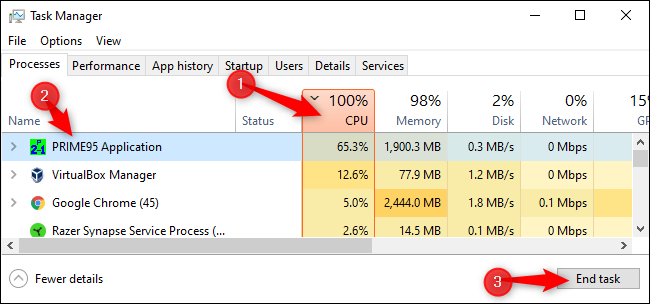 Task Manager
File Options View
Processes Performance App history Startup Users Details Services
1
2
100% 98% 2% 0% 15%
Name Status CPU Memory Disk Network
PRIME95 Application 65.3% 1,900.3 MB 0.3 MB/s 0 Mbps
VirtualBox Manager 12.6% 77.9 MB 1.2 MB/s 0 Mbps
Google Chrome (45) 5.0% 2,444.0 MB 1.8 MB/s 0.1 Mbps
Razer Synapse Service Process (... 2.6% 14.5 MB 0.1 MB/s 0 Mbps
Fewer details
3
End task